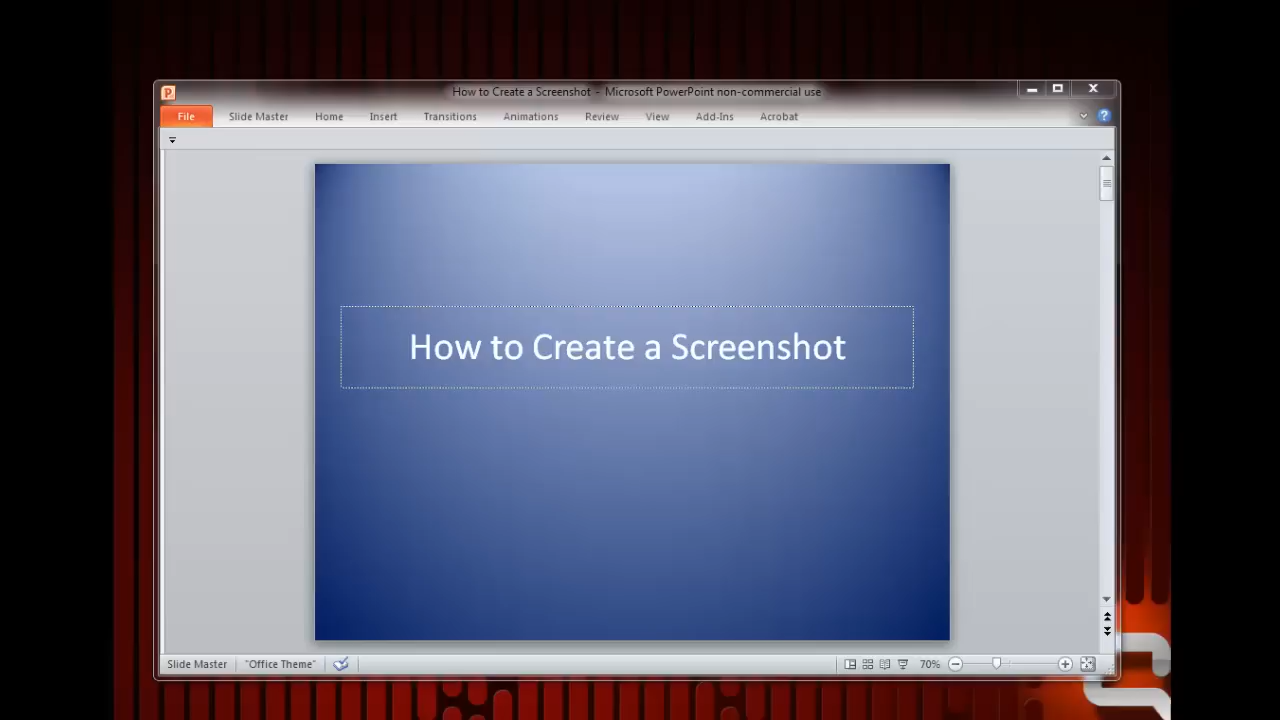 How to Create a Screenshot - Microsoft PowerPoint non-commercial use
File Slide Master Home Insert Transitions Animations Review View Add-Ins Acrobat
How to Create a Screenshot
Slide Master "Office Theme" 70%